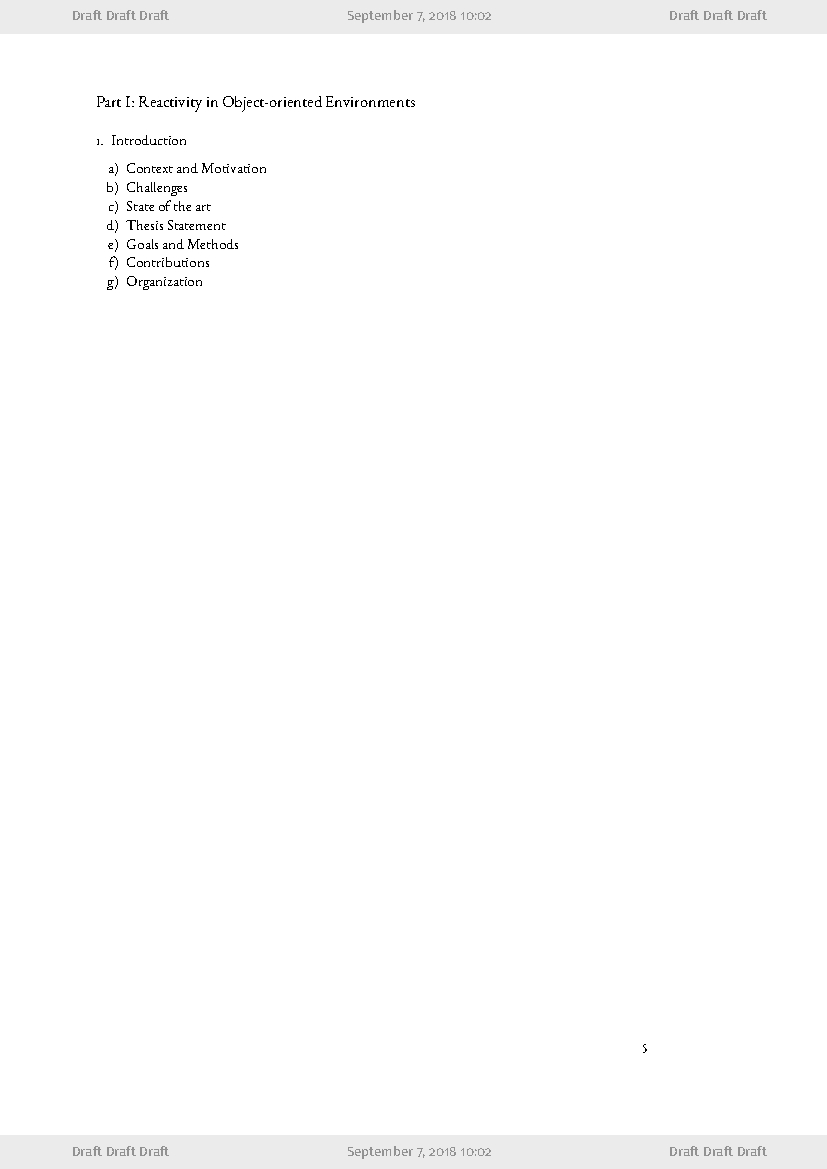 Draft Draft Draft September 7, 2018 10:02 Draft Draft Draft
Part I: Reactivity in Object-oriented Environments
1. Introduction
a) Context and Motivation
b) Challenges
c) State of the art
d) Thesis Statement
e) Goals and Methods
f) Contributions
g) Organization
5
Draft Draft Draft September 7, 2018 10:02 Draft Draft Draft